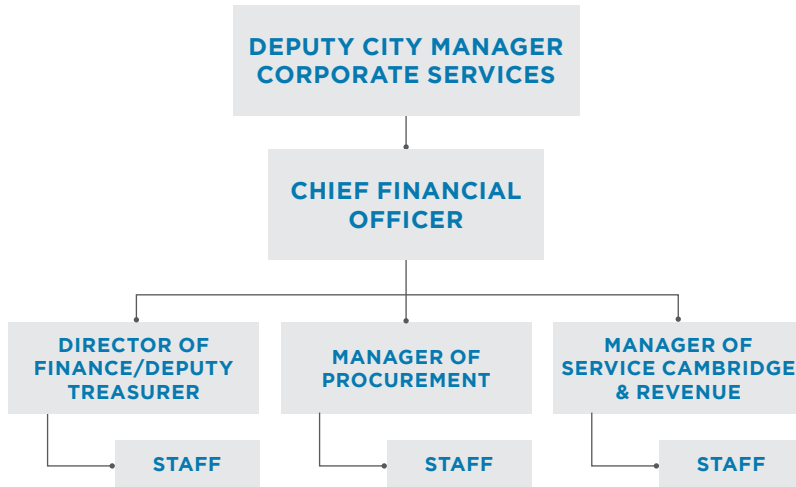 DEPUTY CITY MANAGER
CORPORATE SERVICES
CHIEF FINANCIAL
OFFICER
DIRECTOR OF
FINANCE/DEPUTY
TREASURER
MANAGER OF
PROCUREMENT
MANAGER OF
SERVICE CAMBRIDGE
& REVENUE
STAFF
STAFF
STAFF